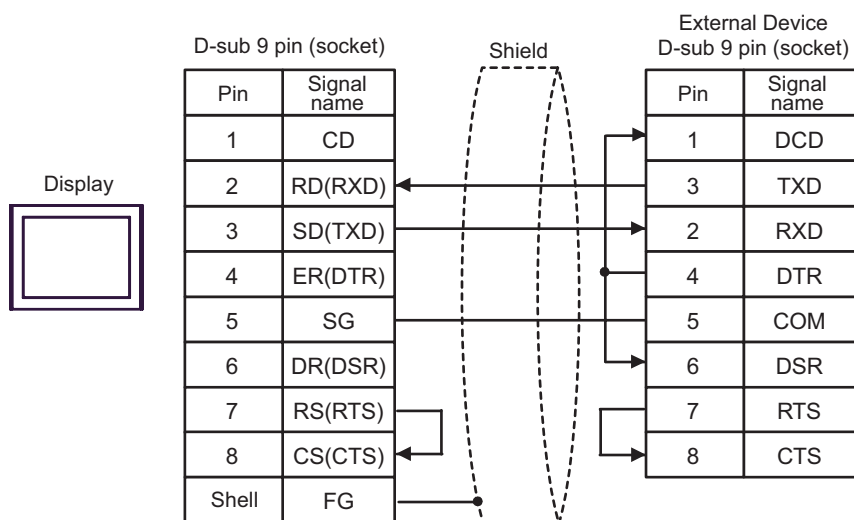 External Device
D-sub 9 pin (socket)
Shield
D-sub 9 pin (socket)
Pin Signal name
Pin Signal name
1 CD
1 DCD
Display
2 RD(RXD)
3 TXD
3 SD(TXD)
2 RXD
4 ER(DTR)
4 DTR
5 SG
5 COM
6 DR(DSR)
6 DSR
7 RS(RTS)
7 RTS
8 CS(CTS)
8 CTS
Shell FG